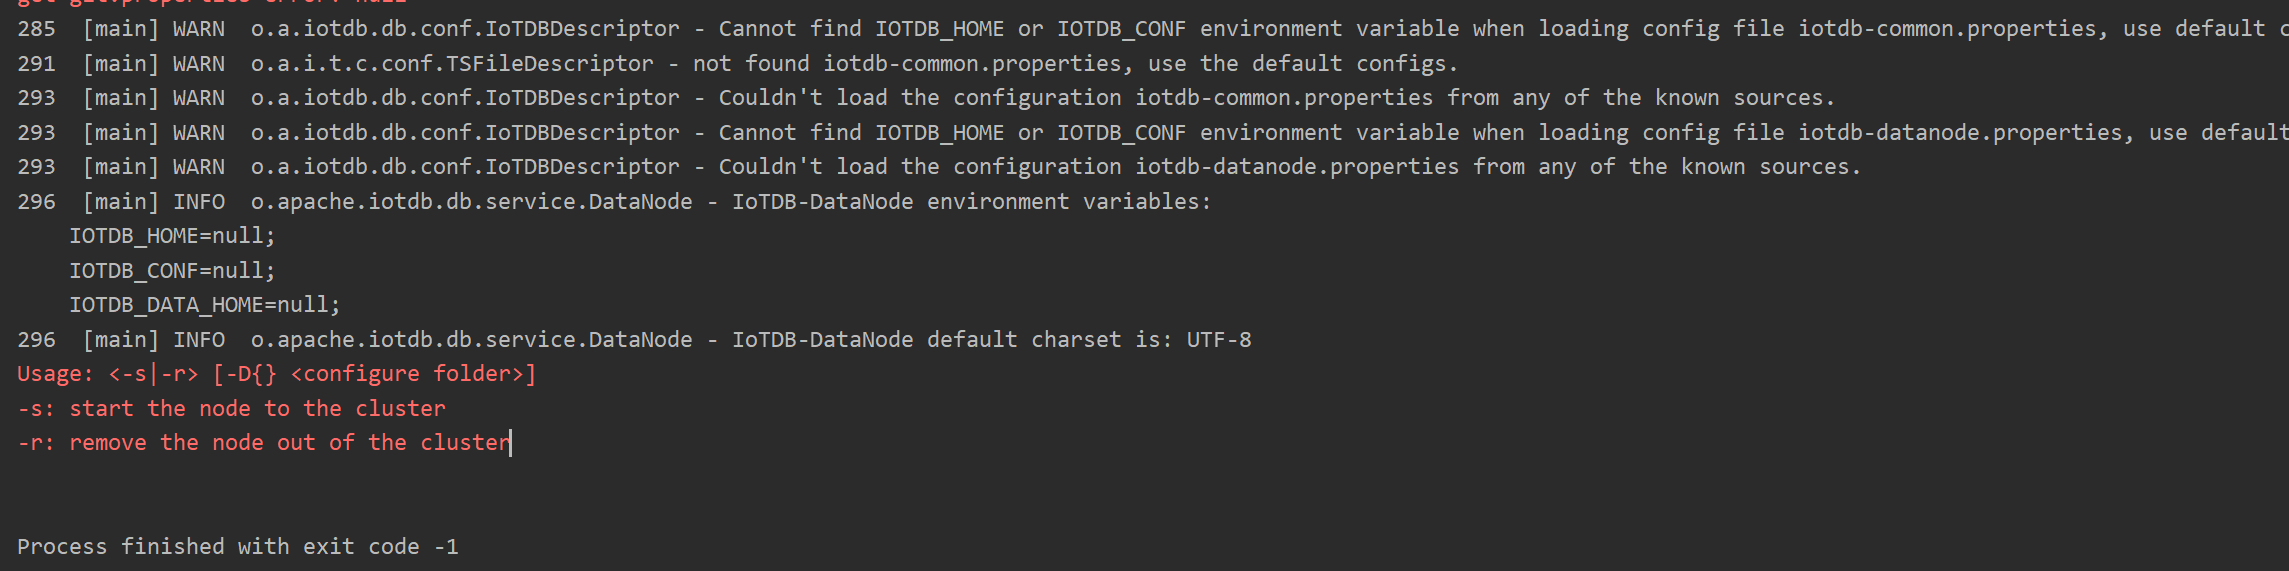 got git.properties error: null
285  [main] WARN  o.a.iotdb.db.conf.IoTDBDescriptor - Cannot find IOTDB_HOME or IOTDB_CONF environment variable when loading config file iotdb-common.properties, use default
291  [main] WARN  o.a.i.t.c.conf.TSFileDescriptor - not found iotdb-common.properties, use the default configs.
293  [main] WARN  o.a.iotdb.db.conf.IoTDBDescriptor - Couldn't load the configuration iotdb-common.properties from any of the known sources.
293  [main] WARN  o.a.iotdb.db.conf.IoTDBDescriptor - Cannot find IOTDB_HOME or IOTDB_CONF environment variable when loading config file iotdb-datanode.properties, use default
293  [main] WARN  o.a.iotdb.db.conf.IoTDBDescriptor - Couldn't load the configuration iotdb-datanode.properties from any of the known sources.
296  [main] INFO  o.apache.iotdb.db.service.DataNode - IoTDB-DataNode environment variables:
    IOTDB_HOME=null;
    IOTDB_CONF=null;
    IOTDB_DATA_HOME=null;
296  [main] INFO  o.apache.iotdb.db.service.DataNode - IoTDB-DataNode default charset is: UTF-8
Usage: <-s|-r> [-D{} <configure folder>]
-s: start the node to the cluster
-r: remove the node out of the cluster
Process finished with exit code -1